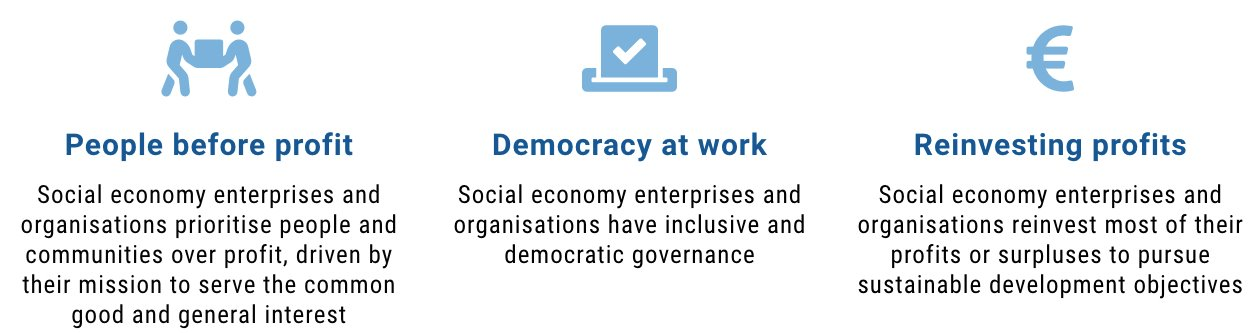 People before profit
Social economy enterprises and
organisations prioritise people and
communities over profit, driven by
their mission to serve the common
good and general interest
Democracy at work
Social economy enterprises and
organisations have inclusive and
democratic governance
€
Reinvesting profits
Social economy enterprises and
organisations reinvest most of their
profits or surpluses to pursue
sustainable development objectives